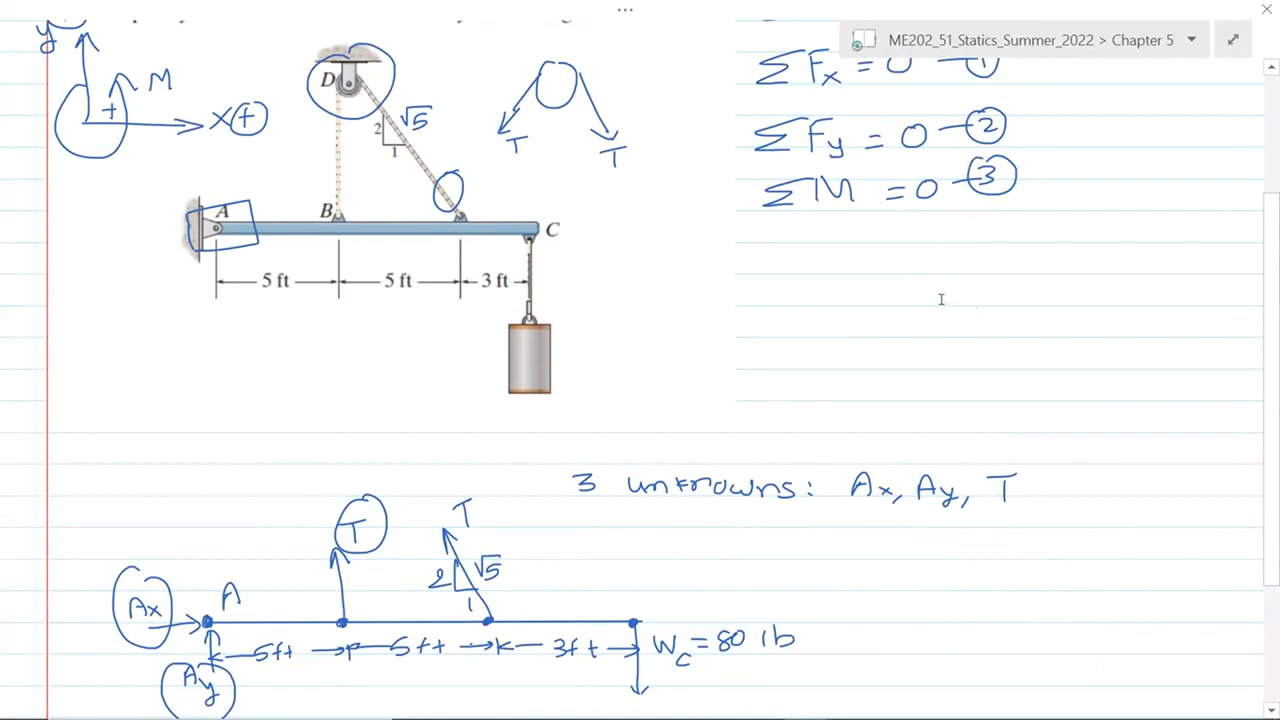 ME202_51_Statics_Summer_2022 > Chapter 5
y
M
+
X +
D
2
1
√5
T
T
ΣFx = 0 — 1
ΣFy = 0 — 2
ΣM = 0 — 3
A
B
C
5 ft
5 ft
3 ft
3 unknowns: Ax, Ay, T
T
T
2
√5
1
Ax
A
5ft
5ft
3ft
Wc = 80 lb
Ay